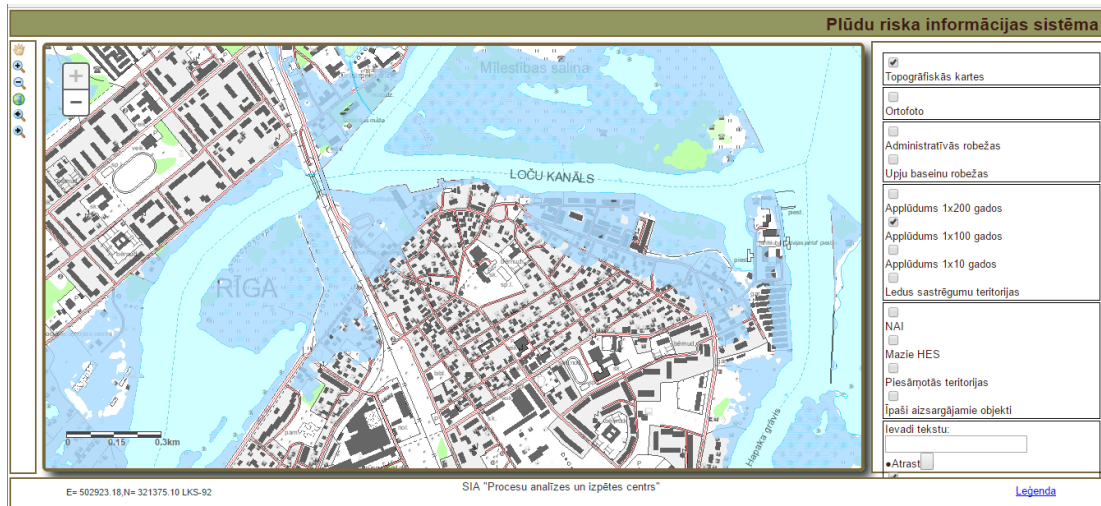 Plūdu riska informācijas sistēma
Mīlestības saliņa
LOČU KANĀLS
RĪGA
Hapaka grāvis
0 0.15 0.3km
Topogrāfiskās kartes
Ortofoto
Administratīvās robežas
Upju baseinu robežas
Applūdums 1x200 gados
Applūdums 1x100 gados
Applūdums 1x10 gados
Ledus sastrēgumu teritorijas
NAI
Mazie HES
Piesārņotās teritorijas
Īpaši aizsargājamie objekti
Ievadi tekstu:
●Atrast
E= 502923.18,N= 321375.10 LKS-92
SIA "Procesu analīzes un izpētes centrs"
Leģenda